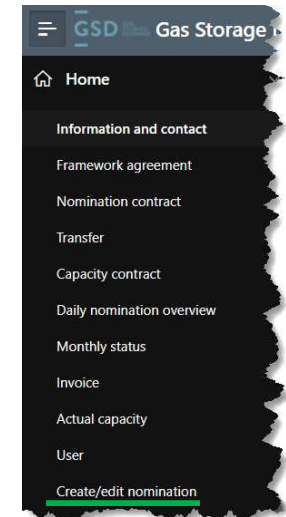 GSD Gas Storage
Home
Information and contact
Framework agreement
Nomination contract
Transfer
Capacity contract
Daily nomination overview
Monthly status
Invoice
Actual capacity
User
Create/edit nomination